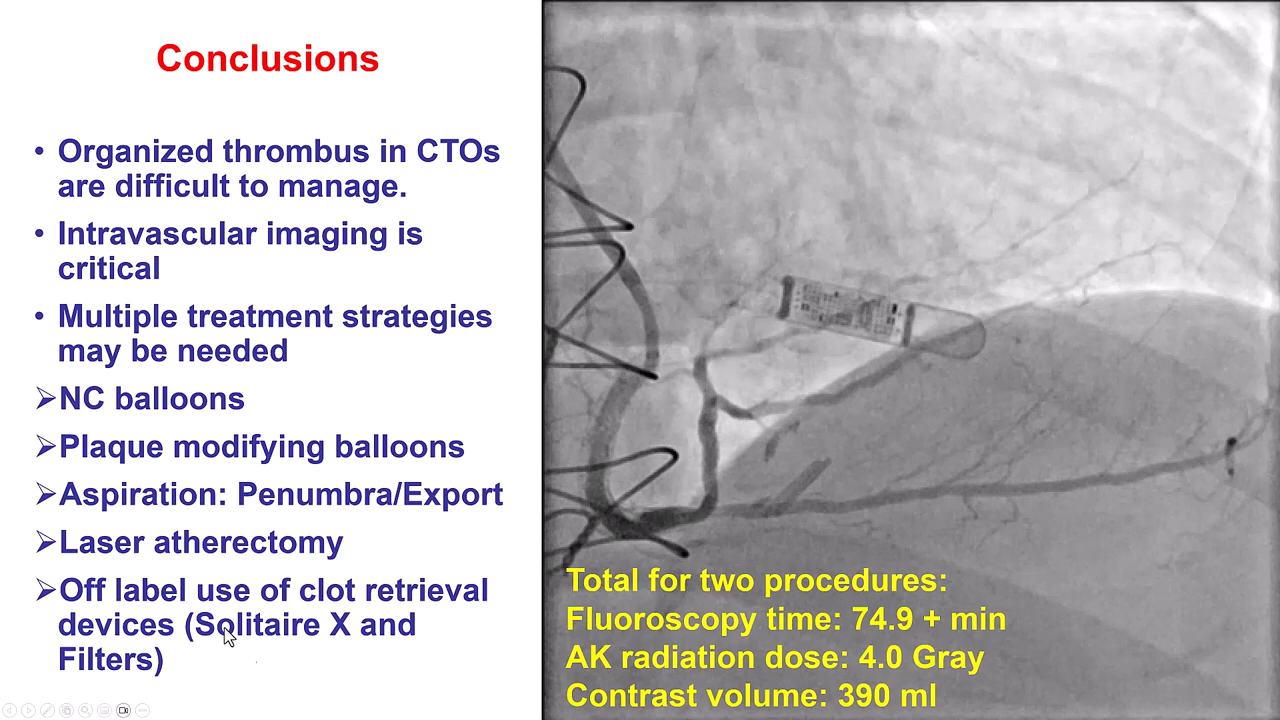 Conclusions
• Organized thrombus in CTOs
are difficult to manage.
• Intravascular imaging is
critical
• Multiple treatment strategies
may be needed
➢NC balloons
➢Plaque modifying balloons
➢Aspiration: Penumbra/Export
➢Laser atherectomy
➢Off label use of clot retrieval
devices (Solitaire X and
Filters)
Total for two procedures:
Fluoroscopy time: 74.9 + min
AK radiation dose: 4.0 Gray
Contrast volume: 390 ml